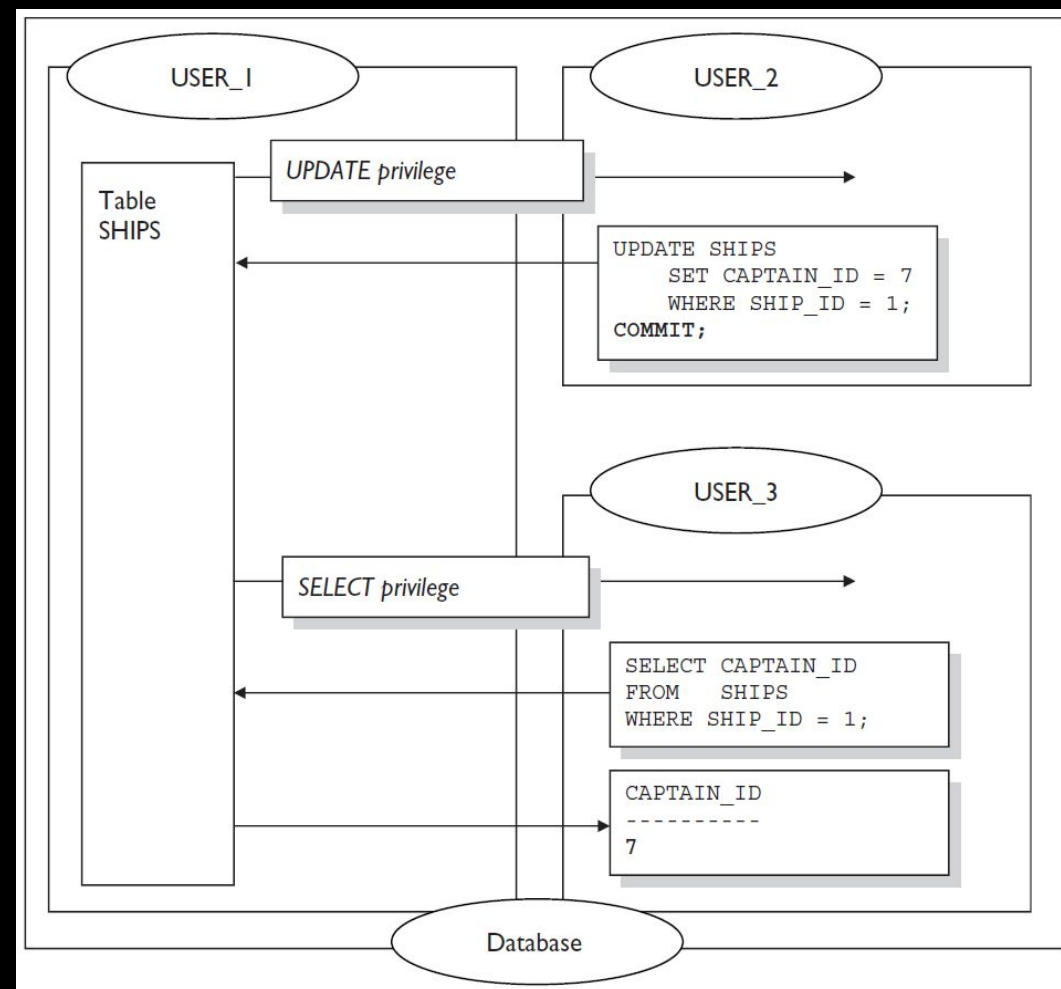 USER_1
USER_2
UPDATE privilege
Table
SHIPS
UPDATE SHIPS
SET CAPTAIN_ID = 7
WHERE SHIP_ID = 1;
COMMIT;
USER_3
SELECT privilege
SELECT CAPTAIN_ID
FROM SHIPS
WHERE SHIP_ID = 1;
CAPTAIN_ID
----------
7
Database